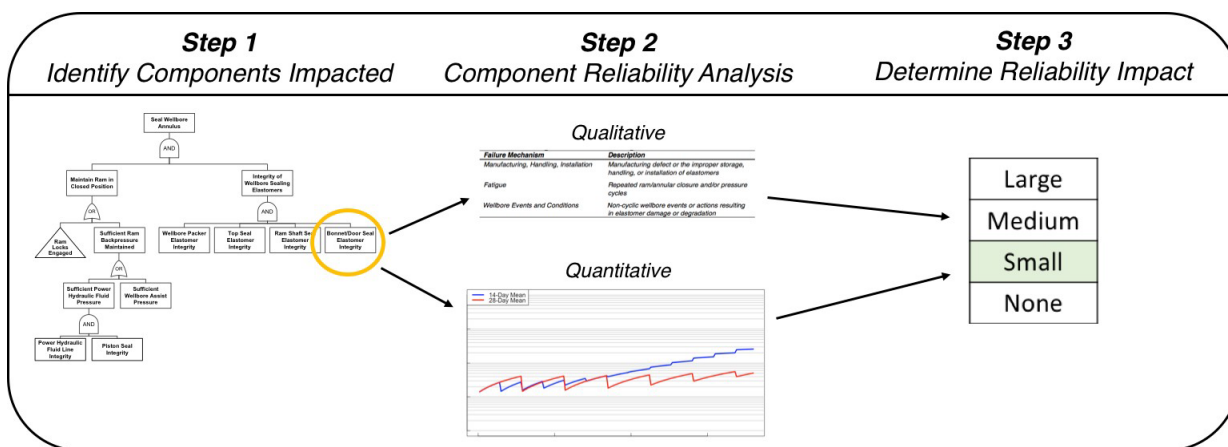 Step 1
Identify Components Impacted
Step 2
Component Reliability Analysis
Step 3
Determine Reliability Impact
Seal Wellbore
Annulus
AND
Maintain Ram in
Closed Position
Integrity of
Wellbore Sealing
Elastomers
OR
AND
Ram
Locks
Engaged
Sufficient Ram
Backpressure
Maintained
Wellbore Packer
Elastomer
Integrity
Top Seal
Elastomer
Integrity
Ram Shaft Seal
Elastomer
Integrity
Bonnet/Door Seal
Elastomer
Integrity
OR
Sufficient Power
Hydraulic Fluid
Pressure
Sufficient
Wellbore Assist
Pressure
AND
Power Hydraulic
Fluid Line
Integrity
Piston Seal
Integrity
Qualitative
Failure Mechanism Description
Manufacturing, Handling, Installation Manufacturing defect or the improper storage,
handling, or installation of elastomers
Fatigue Repeated ram/annular closure and/or pressure
cycles
Wellbore Events and Conditions Non-cyclic wellbore events or actions resulting
in elastomer damage or degradation
Quantitative
14-Day Mean
28-Day Mean
Large
Medium
Small
None